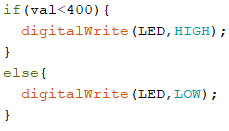 if(val<400){
  digitalWrite(LED,HIGH);
}
else{
  digitalWrite(LED,LOW);
}